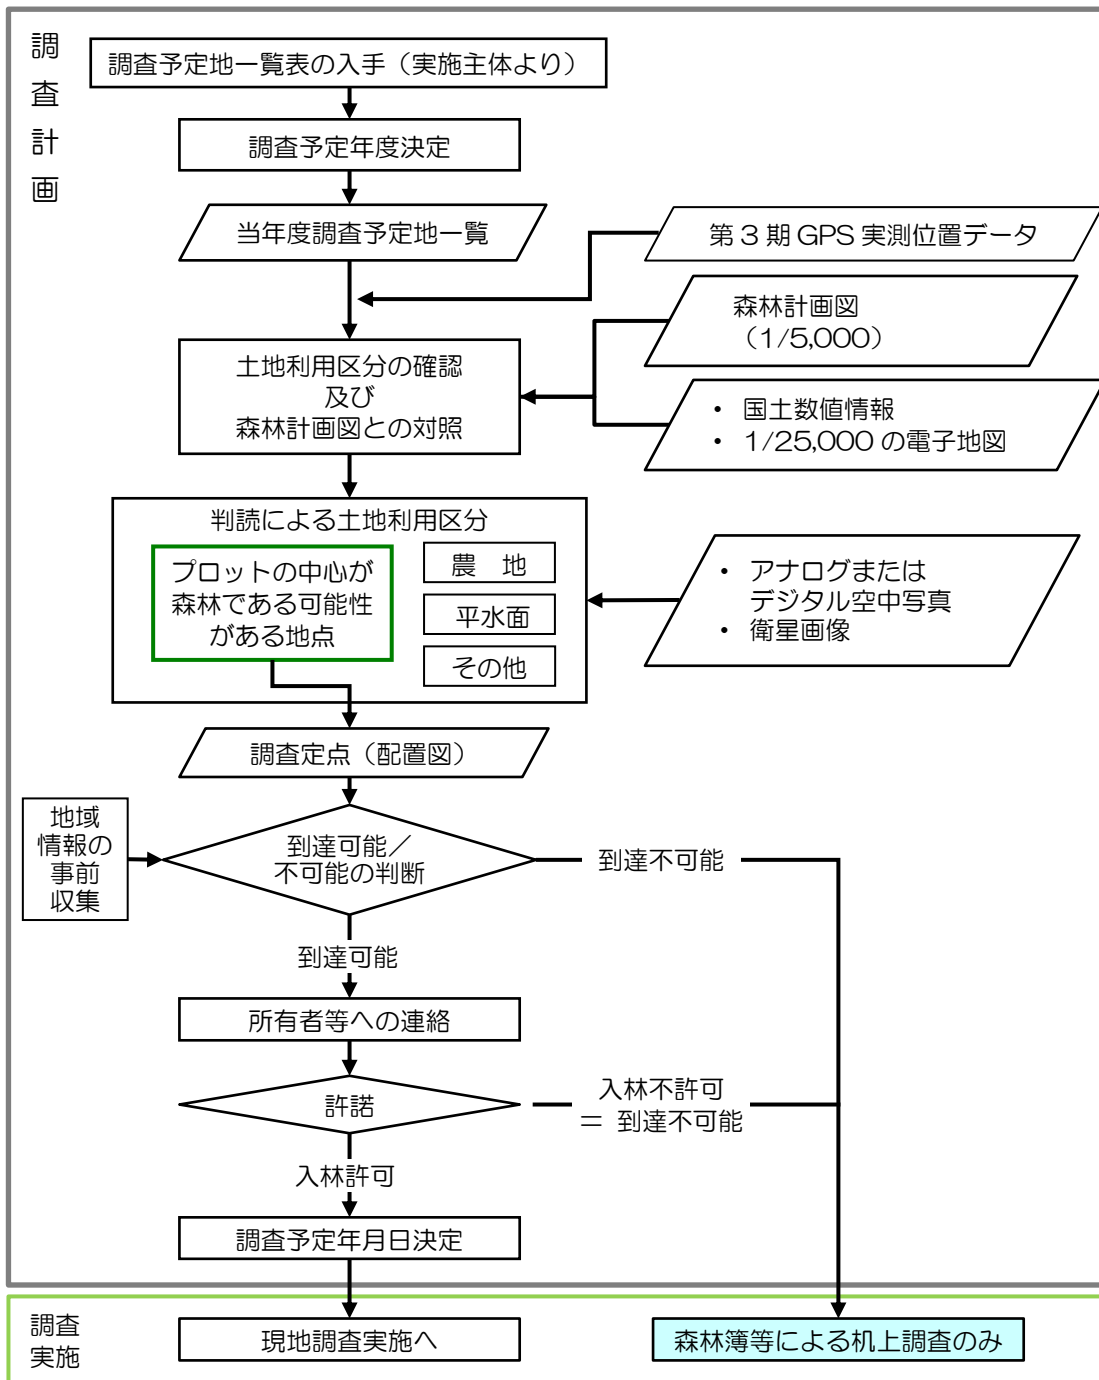 調
査
計
画
調査予定地一覧表の入手（実施主体より）
調査予定年度決定
当年度調査予定地一覧
第３期 GPS 実測位置データ
森林計画図
（1/5,000）
土地利用区分の確認
及び
森林計画図との対照
• 国土数値情報
• 1/25,000 の電子地図
判読による土地利用区分
プロットの中心が
森林である可能性
がある地点
農　地
平水面
その他
• アナログまたは
デジタル空中写真
• 衛星画像
調査定点（配置図）
地域
情報の
事前
収集
到達可能／
不可能の判断
到達不可能
到達可能
所有者等への連絡
許諾
入林不許可
＝ 到達不可能
入林許可
調査予定年月日決定
調査
実施
現地調査実施へ
森林簿等による机上調査のみ